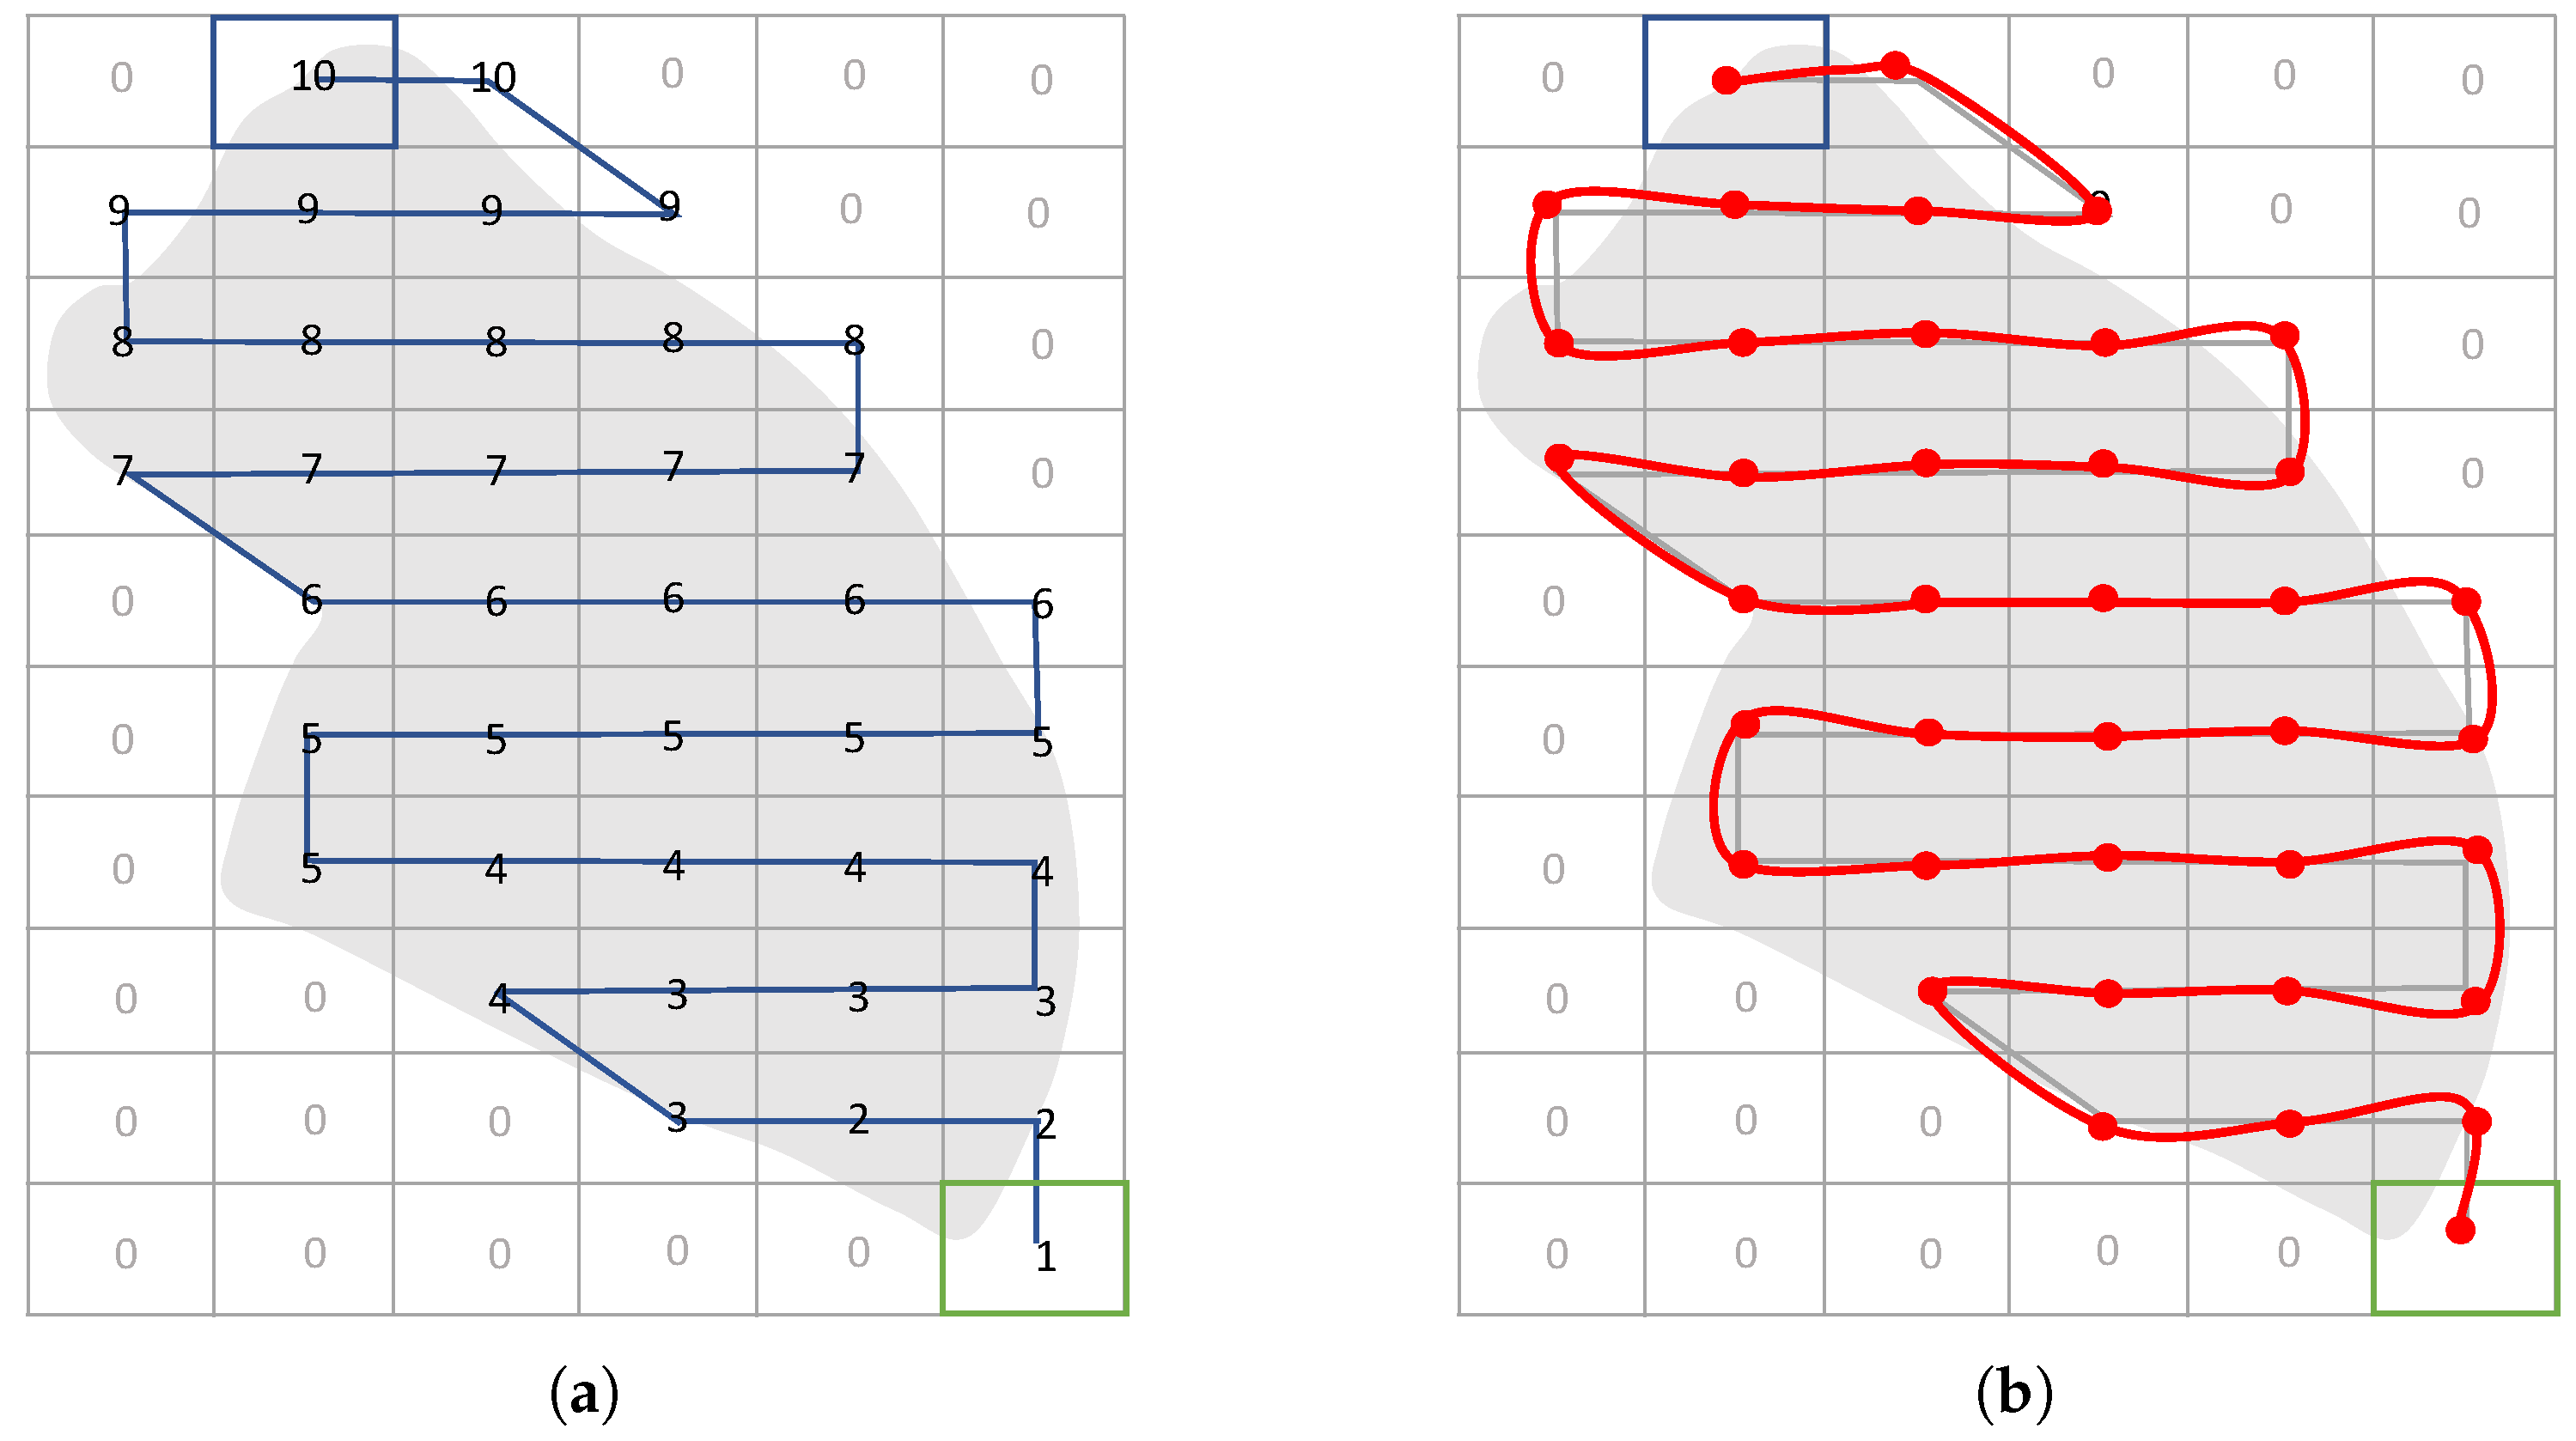 0 10 10 0 0 0
9 9 9 9 0 0
8 8 8 8 8 0
7 7 7 7 7 0
0 6 6 6 6 6
0 5 5 5 5 5
0 5 4 4 4 4
0 0 4 3 3 3
0 0 0 3 2 2
0 0 0 0 0 1
(a)
0 0 0 0
0 0
0
0
0
0
0
0 0
0 0 0
0 0 0 0 0
(b)